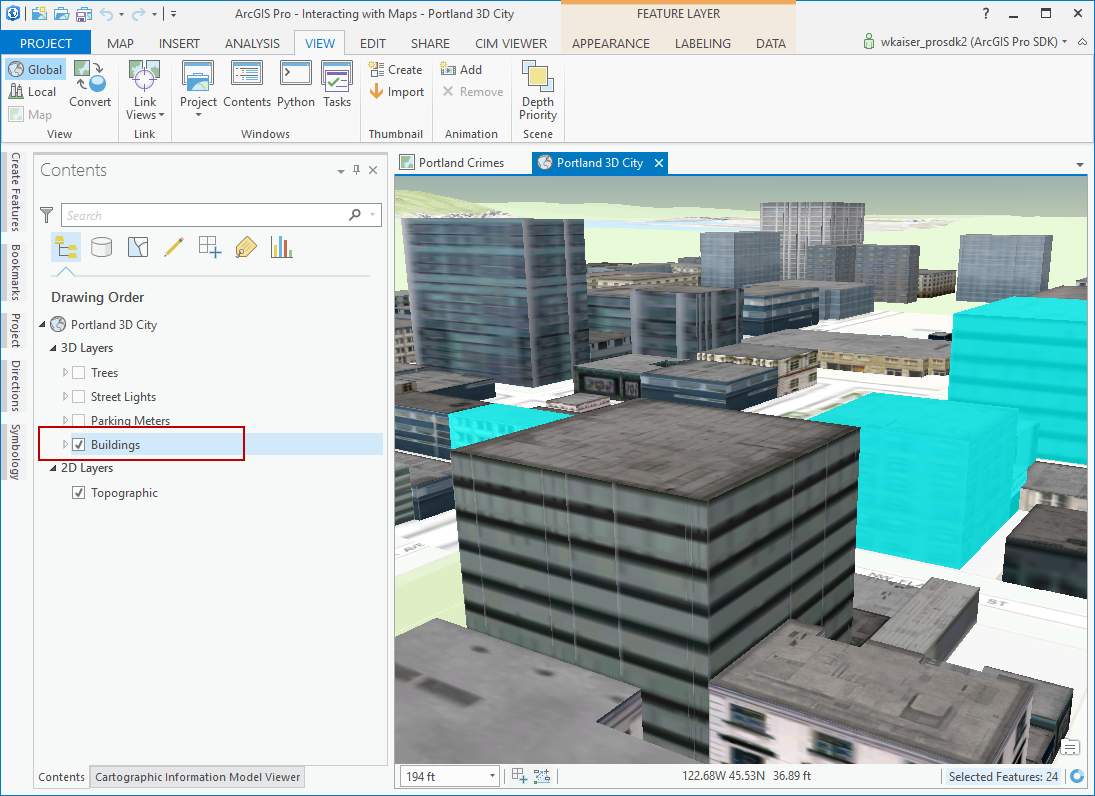 ArcGIS Pro - Interacting with Maps - Portland 3D City
FEATURE LAYER
?
PROJECT MAP INSERT ANALYSIS VIEW EDIT SHARE CIM VIEWER APPEARANCE LABELING DATA
wkaiser_prosdk2 (ArcGIS Pro SDK)
Global
Local
Map
Convert
View
Link
Views
Link
Project
Contents
Python
Tasks
Windows
Create
Import
Thumbnail
Add
Remove
Animation
Depth
Priority
Scene
Create Features
Bookmarks
Project
Directions
Symbology
Contents
Search
Drawing Order
Portland 3D City
3D Layers
Trees
Street Lights
Parking Meters
Buildings
2D Layers
Topographic
Contents
Cartographic Information Model Viewer
Portland Crimes
Portland 3D City
AVE
ST
194 ft
122.68W 45.53N 36.89 ft
Selected Features: 24